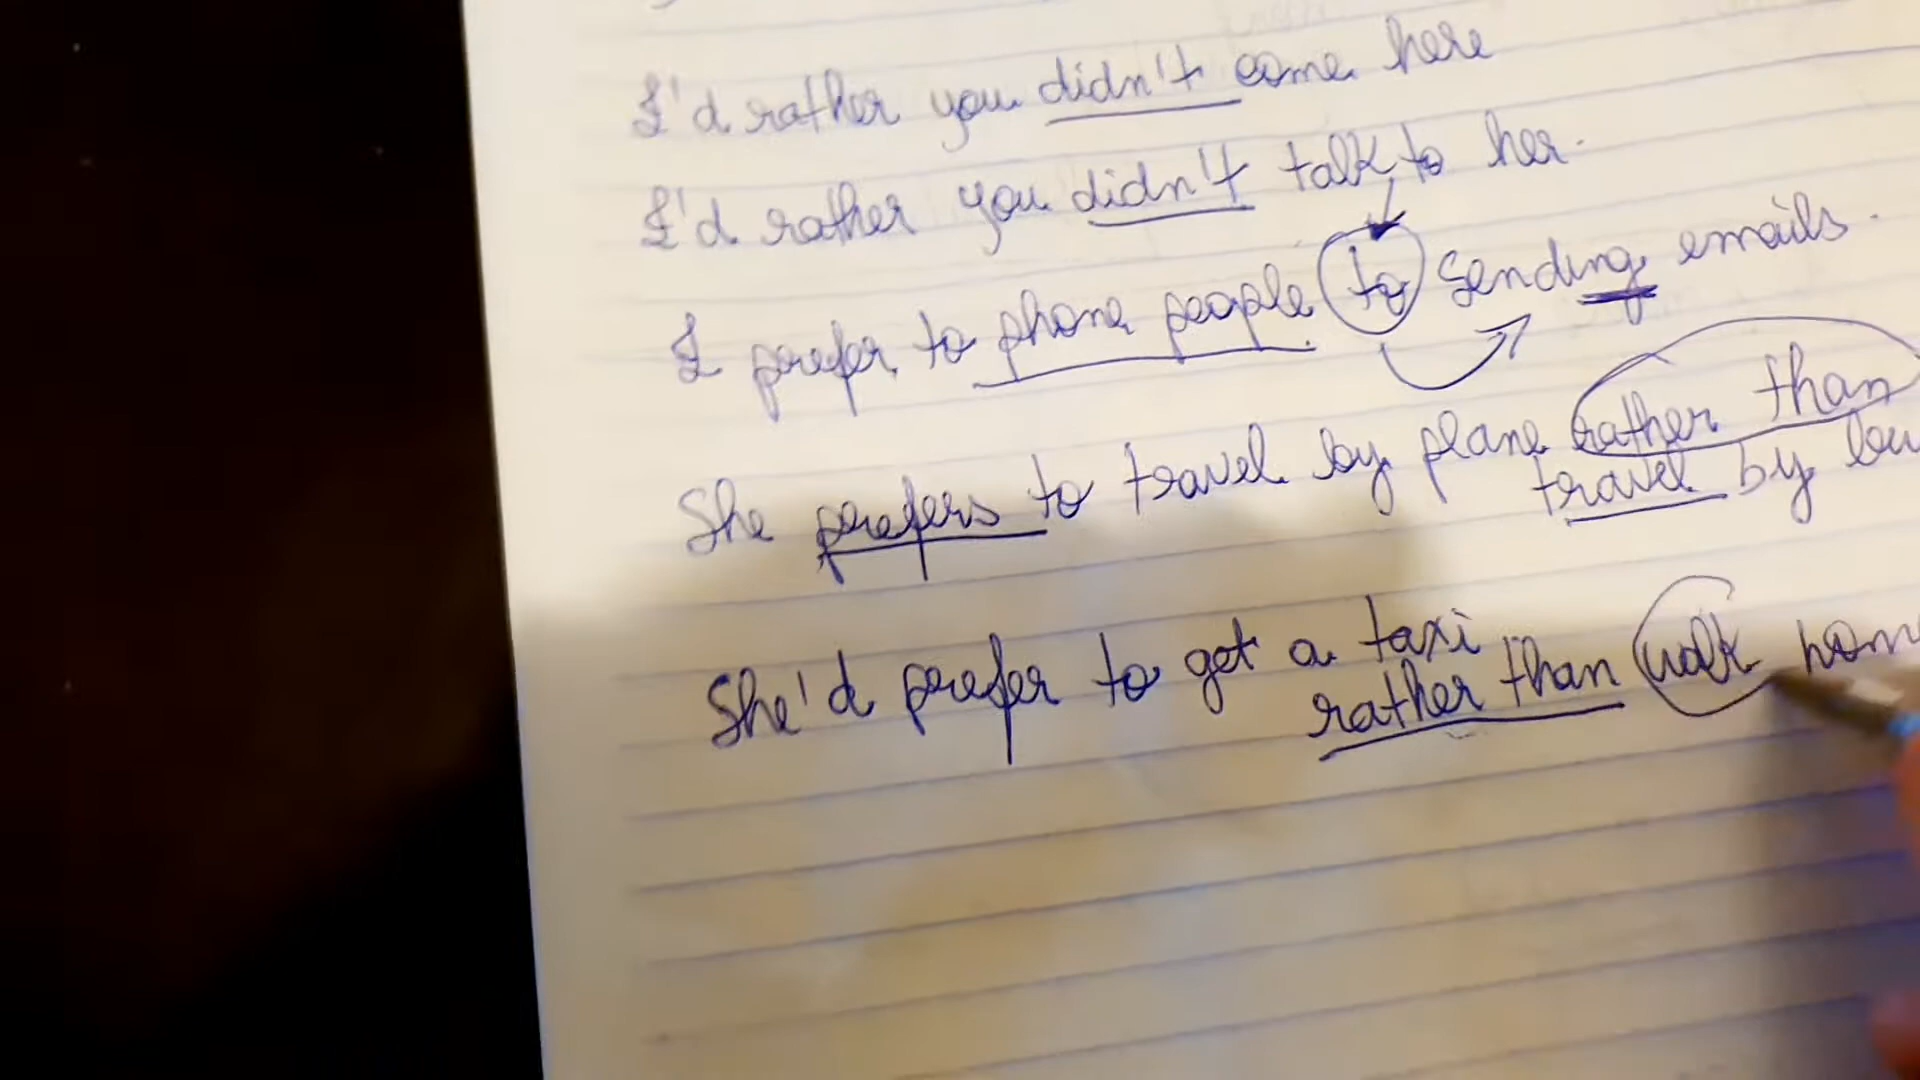 I'd rather you didn't come here
I'd rather you didn't talk to her.
I prefer to phone people to sending emails.
She prefers to travel by plane rather than
travel by
She'd prefer to get a taxi
rather than walk